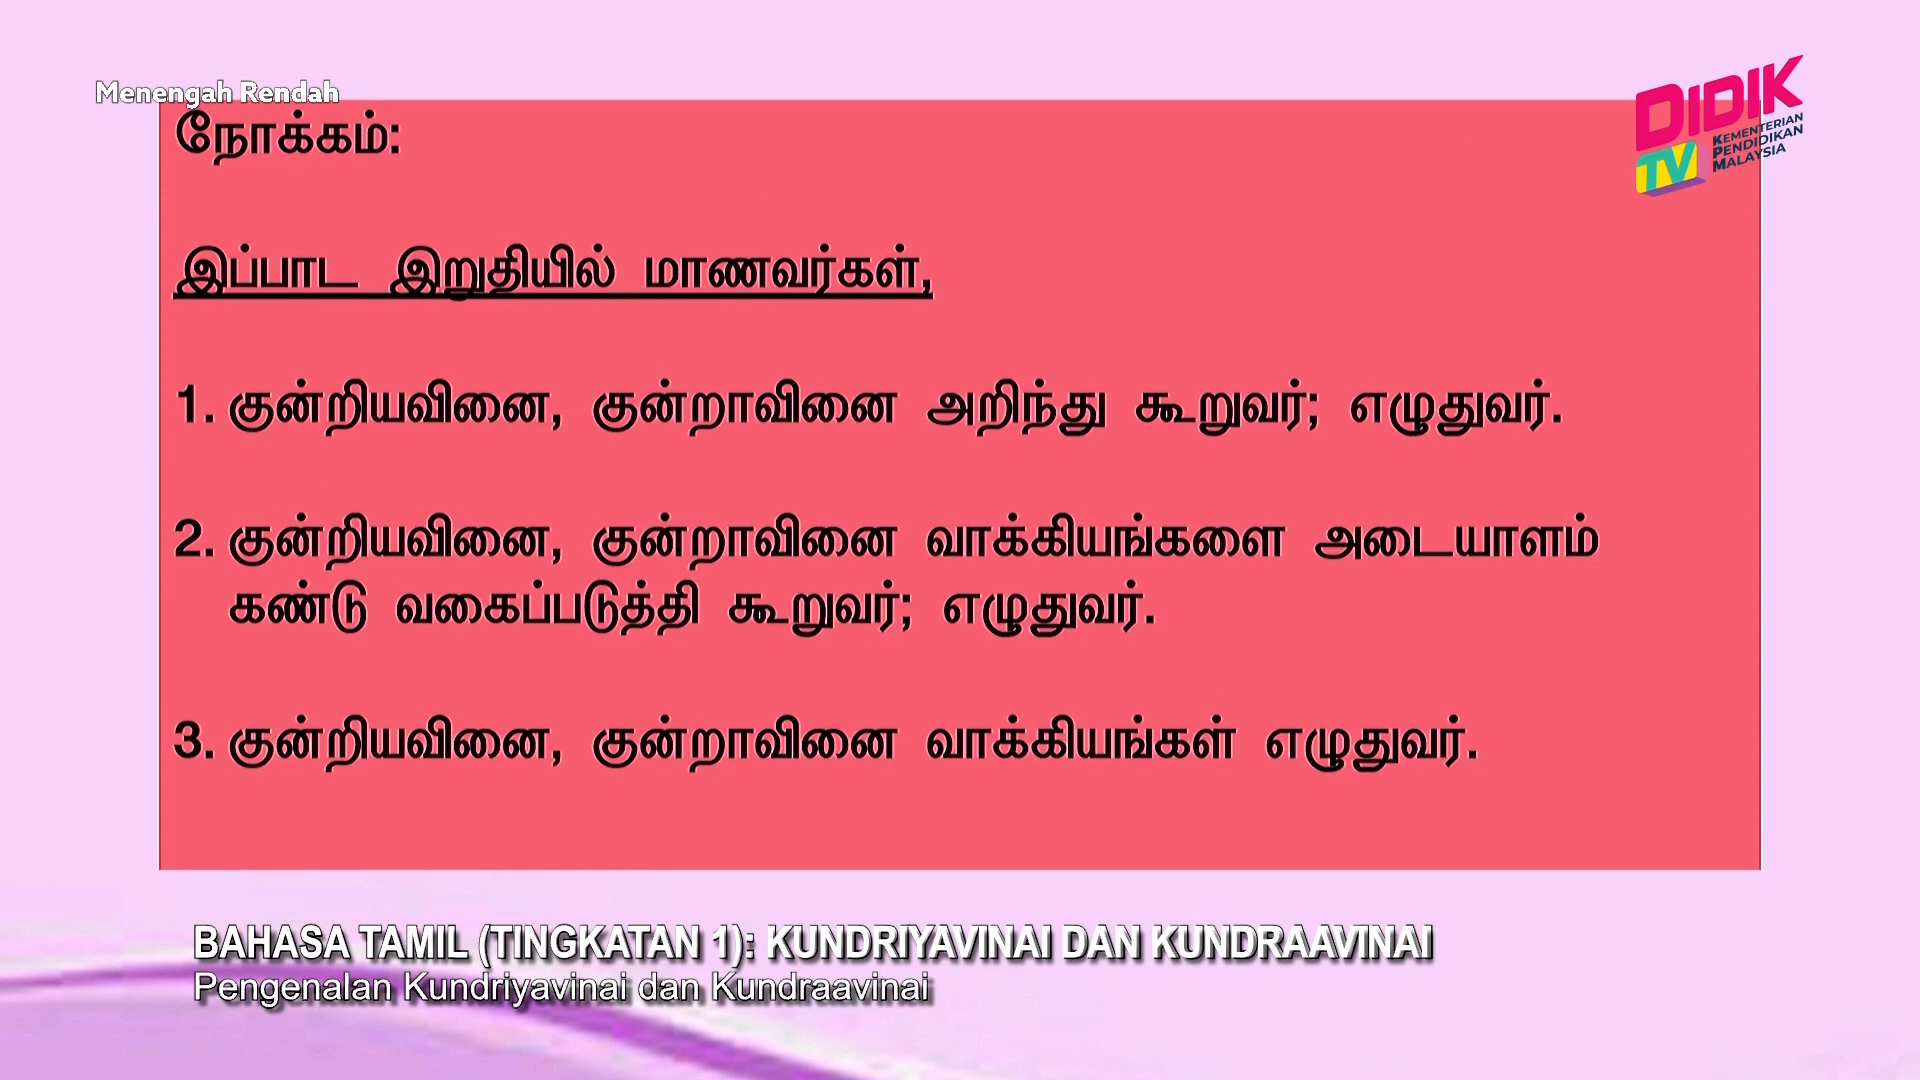 Menengah Rendah
DIDIK
TV KEMENTERIAN
PENDIDIKAN
MALAYSIA
நோக்கம்:
இப்பாட இறுதியில் மாணவர்கள்,
1. குன்றியவினை, குன்றாவினை அறிந்து கூறுவர்; எழுதுவர்.
2. குன்றியவினை, குன்றாவினை வாக்கியங்களை அடையாளம்
கண்டு வகைப்படுத்தி கூறுவர்; எழுதுவர்.
3. குன்றியவினை, குன்றாவினை வாக்கியங்கள் எழுதுவர்.
BAHASA TAMIL (TINGKATAN 1): KUNDRIYAVINAI DAN KUNDRAAVINAI
Pengenalan Kundriyavinai dan Kundraavinai